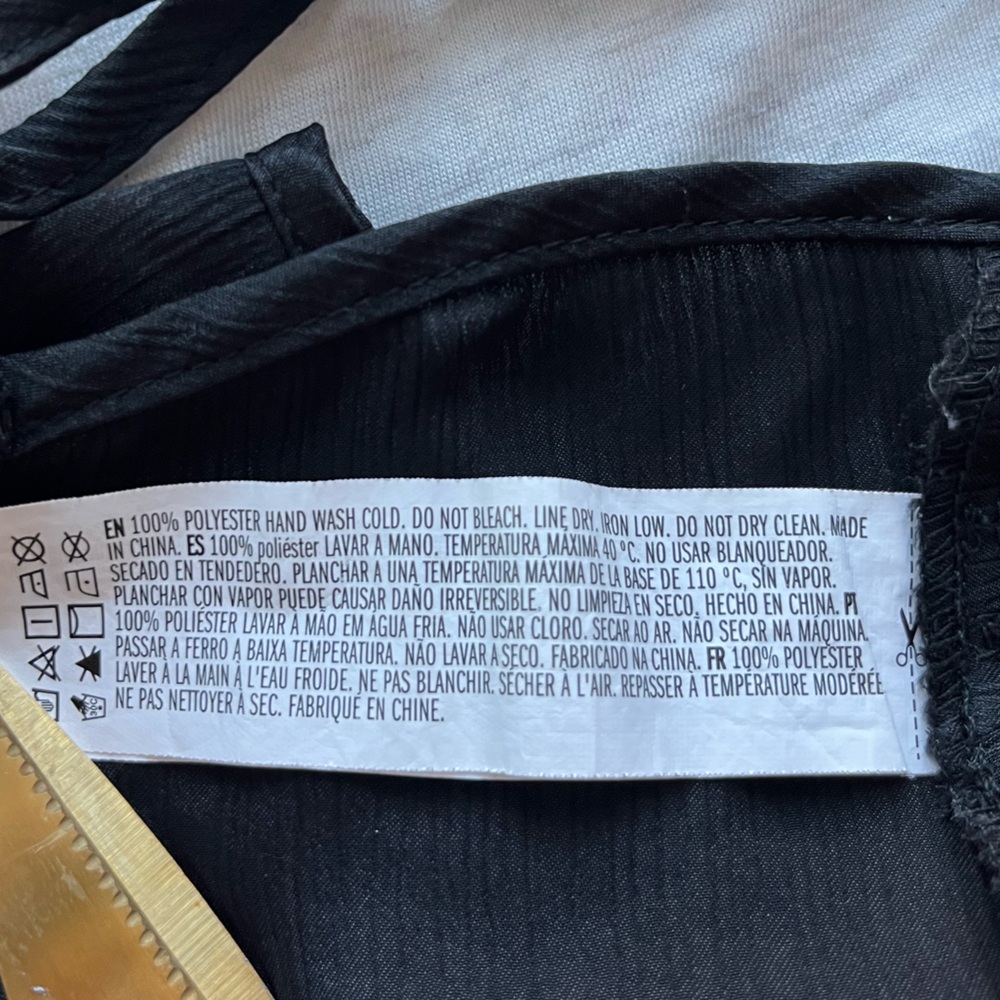 EN 100% POLYESTER HAND WASH COLD. DO NOT BLEACH. LINE DRY. IRON LOW. DO NOT DRY CLEAN. MADE
IN CHINA. ES 100% poliéster LAVAR A MANO. TEMPERATURA MÁXIMA 40 ºC. NO USAR BLANQUEADOR.
SECADO EN TENDEDERO. PLANCHAR A UNA TEMPERATURA MÁXIMA DE LA BASE DE 110 ºC, SIN VAPOR.
PLANCHAR CON VAPOR PUEDE CAUSAR DAÑO IRREVERSIBLE. NO LIMPIEZA EN SECO. HECHO EN CHINA. PT
100% POLIÉSTER LAVAR À MÃO EM ÁGUA FRIA. NÃO USAR CLORO. SECAR AO AR. NÃO SECAR NA MÁQUINA.
PASSAR A FERRO À BAIXA TEMPERATURA. NÃO LAVAR A SECO. FABRICADO NA CHINA. FR 100% POLYESTER
LAVER À LA MAIN À L'EAU FROIDE. NE PAS BLANCHIR. SÉCHER À L'AIR. REPASSER À TEMPÉRATURE MODÉRÉE
NE PAS NETTOYER À SEC. FABRIQUÉ EN CHINE.